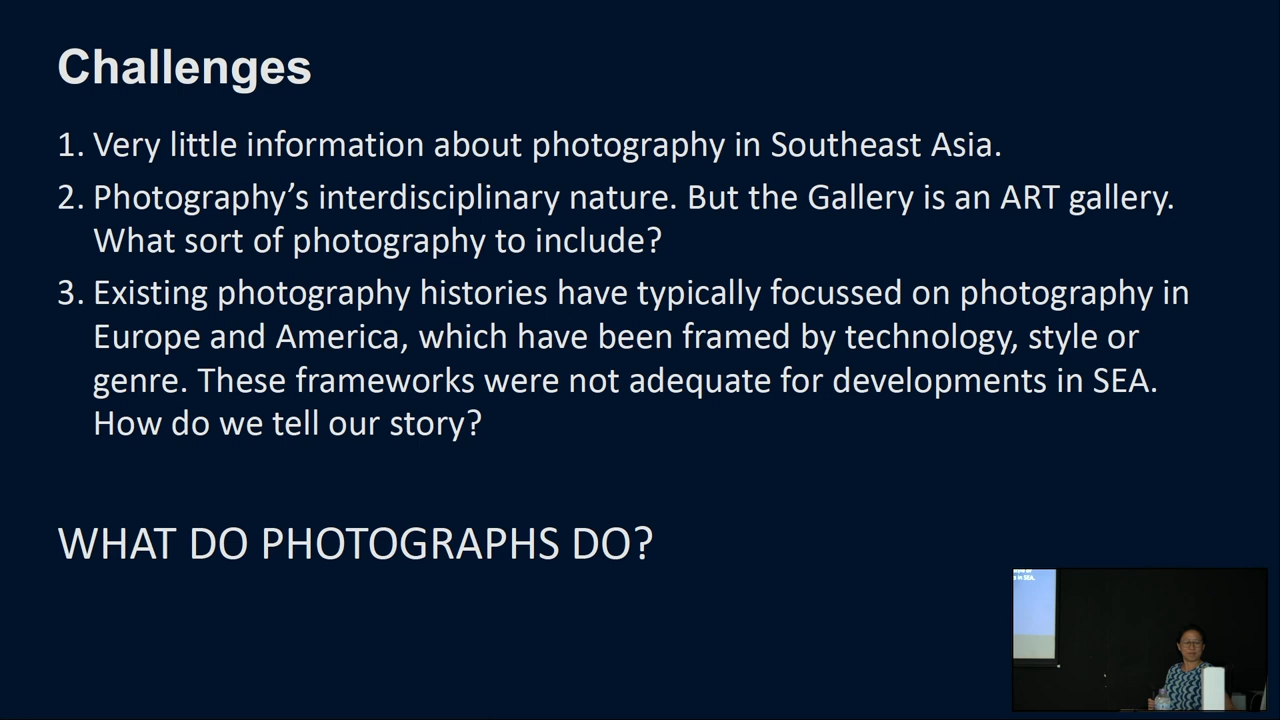 Challenges
1. Very little information about photography in Southeast Asia.
2. Photography’s interdisciplinary nature. But the Gallery is an ART gallery.
What sort of photography to include?
3. Existing photography histories have typically focussed on photography in
Europe and America, which have been framed by technology, style or
genre. These frameworks were not adequate for developments in SEA.
How do we tell our story?
WHAT DO PHOTOGRAPHS DO?
in SEA.